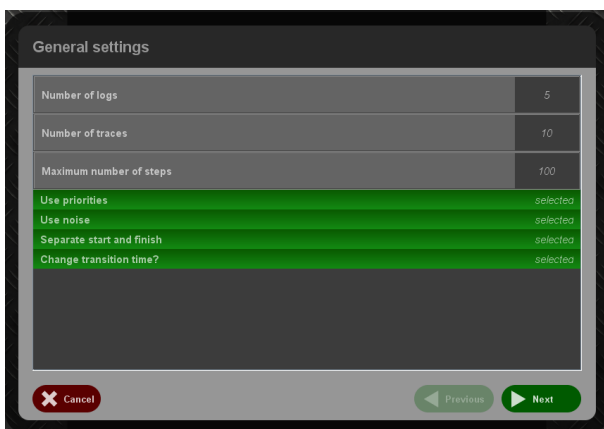 General settings
Number of logs 5
Number of traces 10
Maximum number of steps 100
Use priorities selected
Use noise selected
Separate start and finish selected
Change transition time? selected
Cancel Previous Next